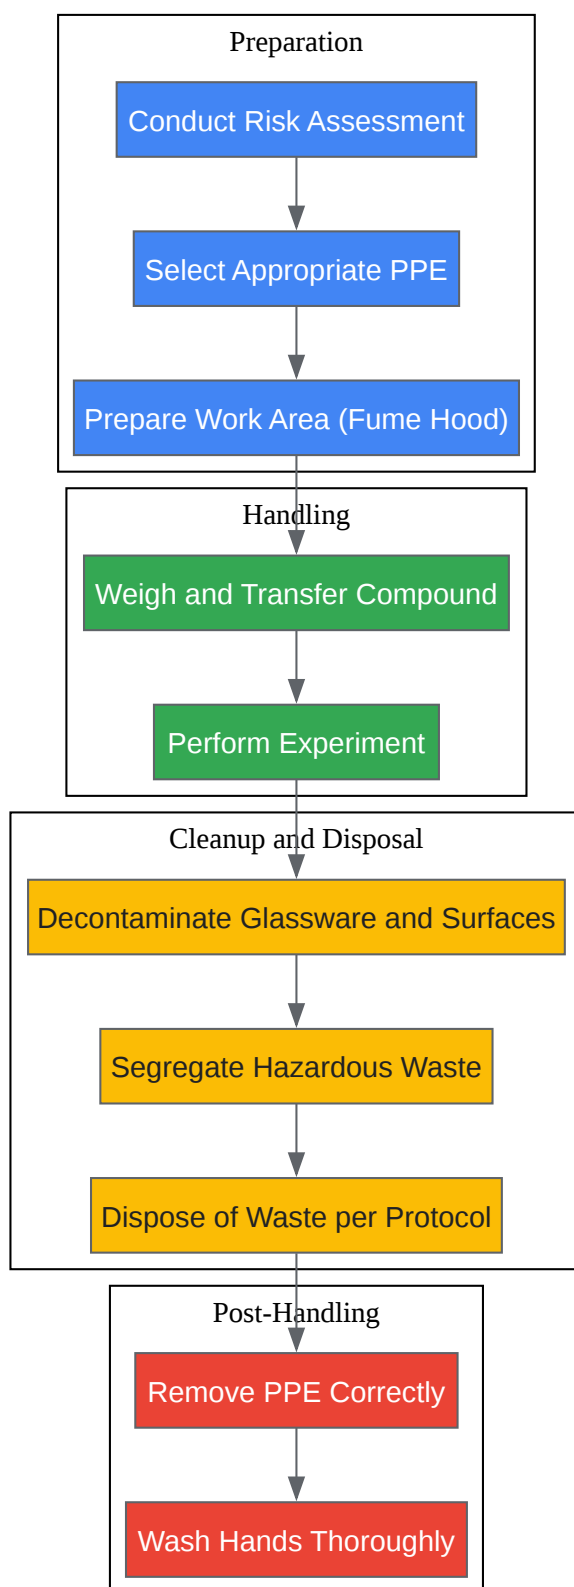 Preparation
Conduct Risk Assessment
Select Appropriate PPE
Prepare Work Area (Fume Hood)
Handling
Weigh and Transfer Compound
Perform Experiment
Cleanup and Disposal
Decontaminate Glassware and Surfaces
Segregate Hazardous Waste
Dispose of Waste per Protocol
Post-Handling
Remove PPE Correctly
Wash Hands Thoroughly